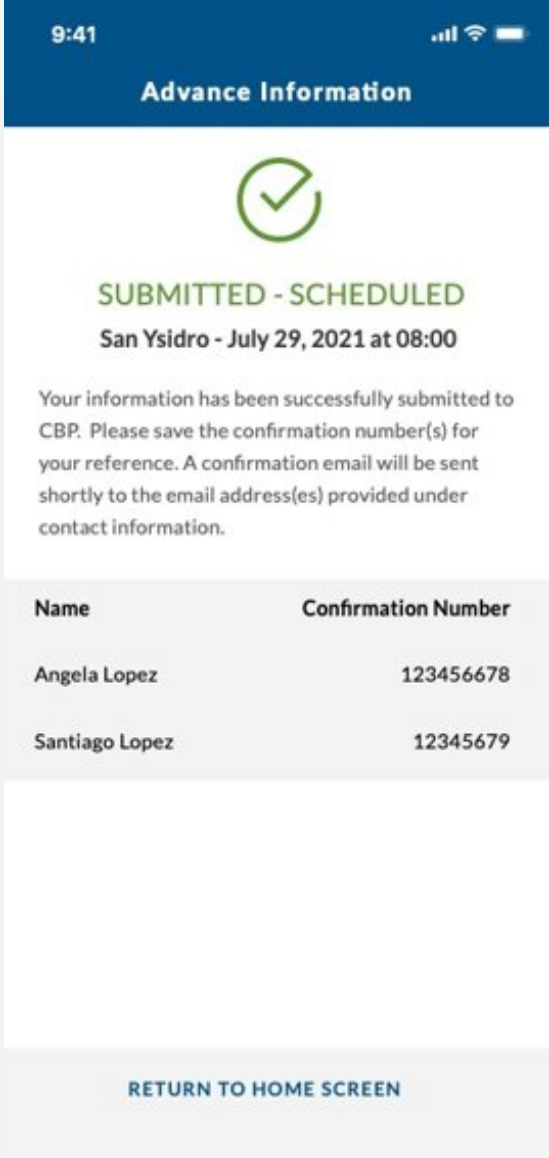 9:41
Advance Information
SUBMITTED - SCHEDULED
San Ysidro - July 29, 2021 at 08:00
Your information has been successfully submitted to
CBP. Please save the confirmation number(s) for
your reference. A confirmation email will be sent
shortly to the email address(es) provided under
contact information.
Name Confirmation Number
Angela Lopez 123456678
Santiago Lopez 12345679
RETURN TO HOME SCREEN